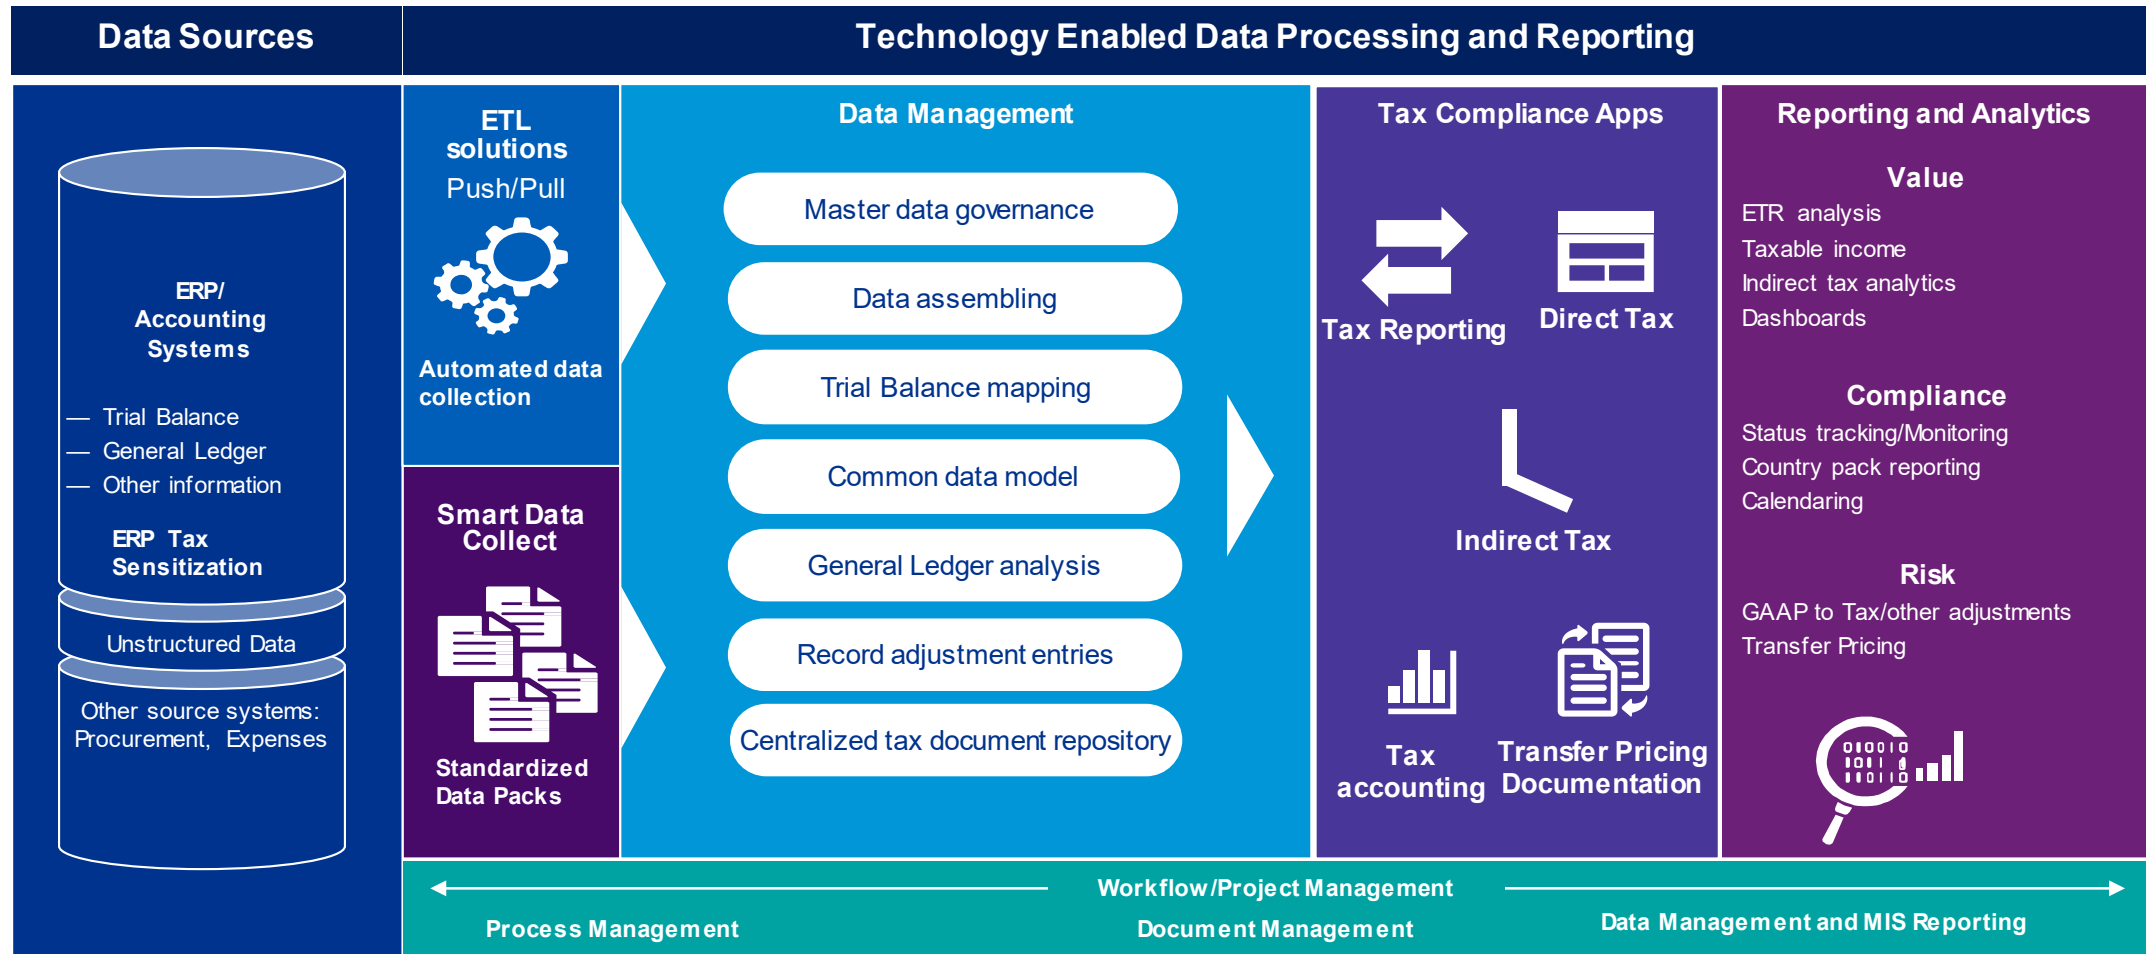 Data Sources
Technology Enabled Data Processing and Reporting
ERP/
Accounting
Systems
— Trial Balance
— General Ledger
— Other information
ERP Tax
Sensitization
Unstructured Data
Other source systems:
Procurement, Expenses
ETL
solutions
Push/Pull
Automated data
collection
Smart Data
Collect
Standardized
Data Packs
Data Management
Master data governance
Data assembling
Trial Balance mapping
Common data model
General Ledger analysis
Record adjustment entries
Centralized tax document repository
Tax Compliance Apps
Tax Reporting
Direct Tax
Indirect Tax
Tax
accounting
Transfer Pricing
Documentation
Reporting and Analytics
Value
ETR analysis
Taxable income
Indirect tax analytics
Dashboards
Compliance
Status tracking/Monitoring
Country pack reporting
Calendaring
Risk
GAAP to Tax/other adjustments
Transfer Pricing
Workflow/Project Management
Process Management
Document Management
Data Management and MIS Reporting